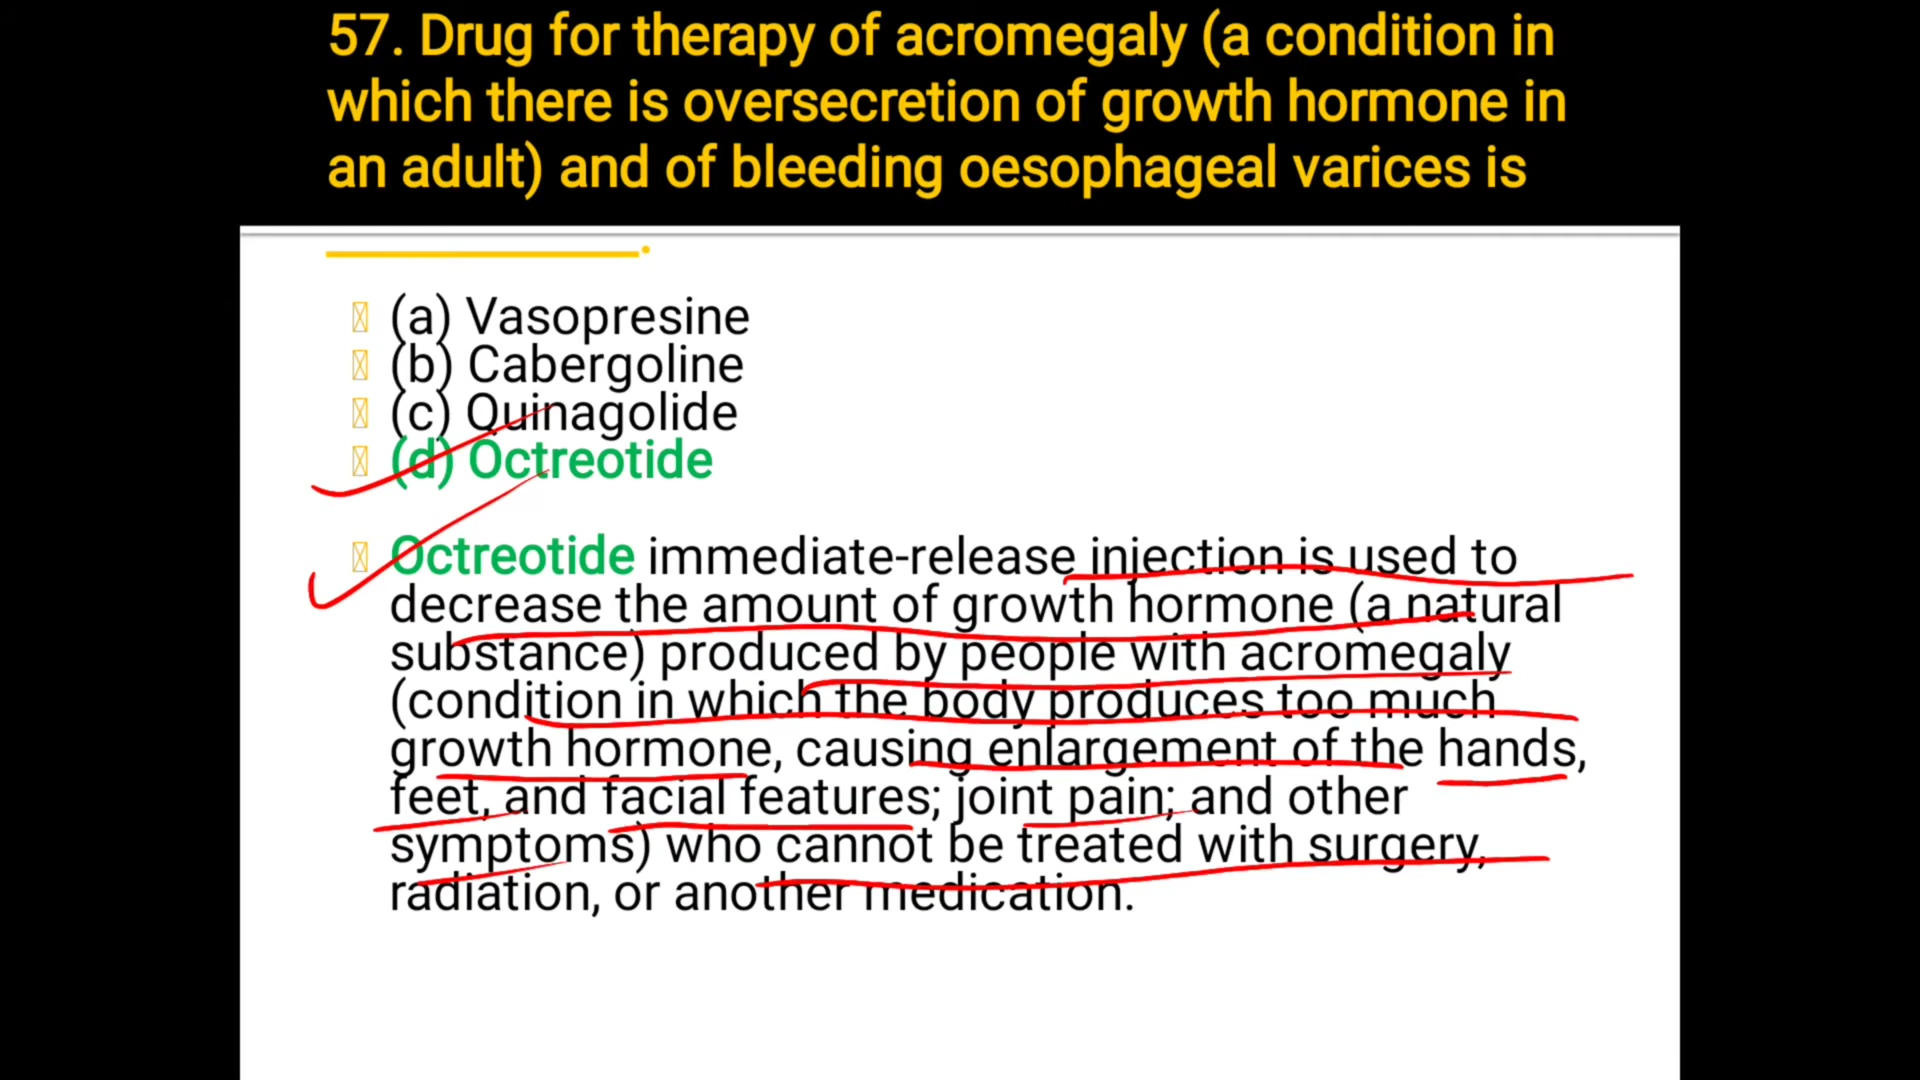 57. Drug for therapy of acromegaly (a condition in
which there is oversecretion of growth hormone in
an adult) and of bleeding oesophageal varices is
____________.
(a) Vasopresine
(b) Cabergoline
(c) Quinagolide
(d) Octreotide
Octreotide immediate-release injection is used to
decrease the amount of growth hormone (a natural
substance) produced by people with acromegaly
(condition in which the body produces too much
growth hormone, causing enlargement of the hands,
feet, and facial features; joint pain; and other
symptoms) who cannot be treated with surgery,
radiation, or another medication.